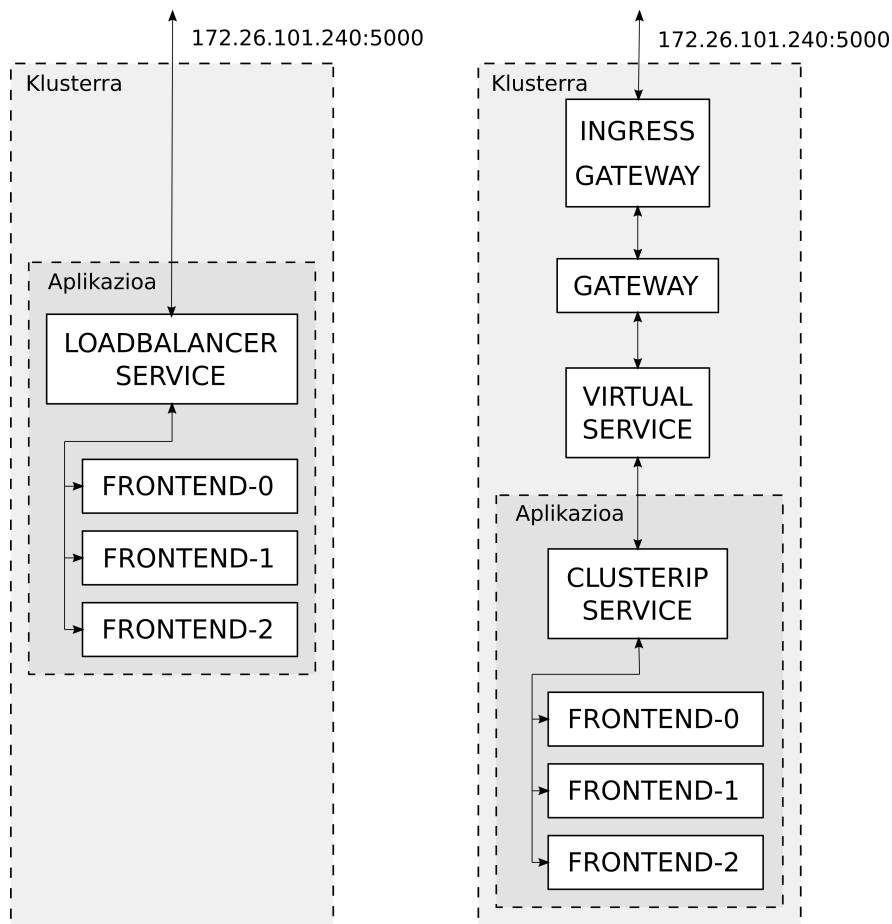 172.26.101.240:5000
Klusterra
Aplikazioa
LOADBALANCER
SERVICE
FRONTEND-0
FRONTEND-1
FRONTEND-2
172.26.101.240:5000
Klusterra
INGRESS
GATEWAY
GATEWAY
VIRTUAL
SERVICE
Aplikazioa
CLUSTERIP
SERVICE
FRONTEND-0
FRONTEND-1
FRONTEND-2